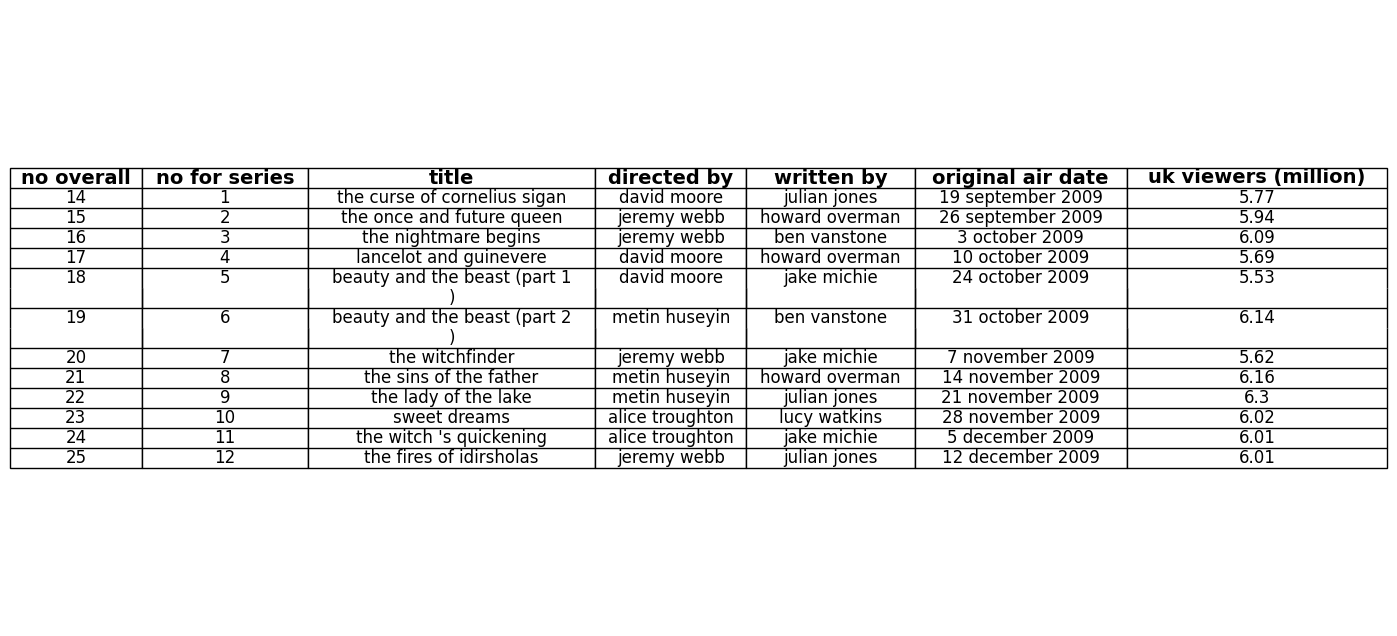 no overall no for series title directed by written by original air date uk viewers (million)
14 1 the curse of cornelius sigan david moore julian jones 19 september 2009 5.77
15 2 the once and future queen jeremy webb howard overman 26 september 2009 5.94
16 3 the nightmare begins jeremy webb ben vanstone 3 october 2009 6.09
17 4 lancelot and guinevere david moore howard overman 10 october 2009 5.69
18 5 beauty and the beast (part 1 david moore jake michie 24 october 2009 5.53
)
19 6 beauty and the beast (part 2 metin huseyin ben vanstone 31 october 2009 6.14
)
20 7 the witchfinder jeremy webb jake michie 7 november 2009 5.62
21 8 the sins of the father metin huseyin howard overman 14 november 2009 6.16
22 9 the lady of the lake metin huseyin julian jones 21 november 2009 6.3
23 10 sweet dreams alice troughton lucy watkins 28 november 2009 6.02
24 11 the witch 's quickening alice troughton jake michie 5 december 2009 6.01
25 12 the fires of idirsholas jeremy webb julian jones 12 december 2009 6.01